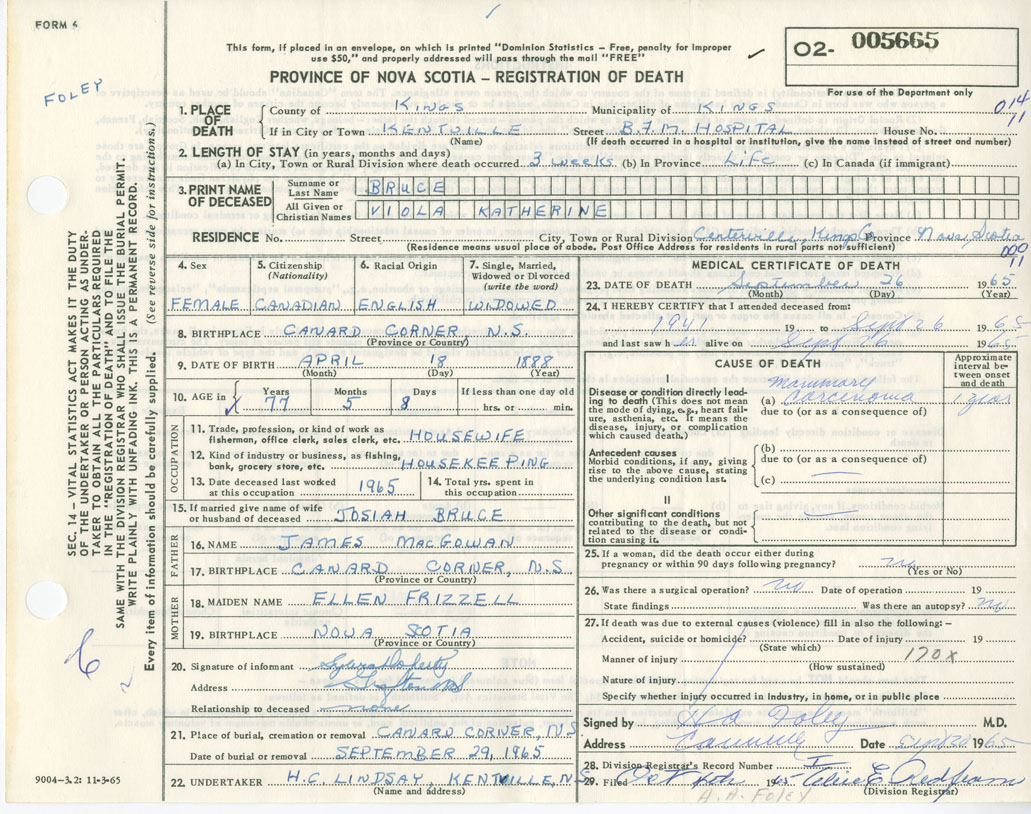 FORM 6
This form, if placed in an envelope, on which is printed "Dominion Statistics – Free, penalty for improper
use $50," and properly addressed will pass through the mail "FREE"
PROVINCE OF NOVA SCOTIA – REGISTRATION OF DEATH
02- 005665
For use of the Department only
FOLEY
014
11
1. PLACE OF DEATH County of KINGS Municipality of KINGS
If in City or Town KENTVILLE Street B.F.M. HOSPITAL House No.
(Name) (If death occurred in a hospital or institution, give the name instead of street and number)
2. LENGTH OF STAY (in years, months and days)
(a) In City, Town or Rural Division where death occurred 3 weeks (b) In Province LiFe (c) In Canada (if immigrant)
3. PRINT NAME OF DECEASED Surname or Last Name BRUCE
All Given or Christian Names VIOLA KATHERINE
RESIDENCE No. Street City, Town or Rural Division Centerville, Kings Co Province Nova Scotia
(Residence means usual place of abode. Post Office Address for residents in rural parts not sufficient)
009
11
SEC. 14 – VITAL STATISTICS ACT MAKES IT THE DUTY
OF THE UNDERTAKER OR PERSON ACTING AS UNDER-
TAKER TO OBTAIN ALL THE PARTICULARS REQUIRED
IN THE "REGISTRATION OF DEATH" AND TO FILE THE
SAME WITH THE DIVISION REGISTRAR WHO SHALL ISSUE THE BURIAL PERMIT.
WRITE PLAINLY WITH UNFADING INK. THIS IS A PERMANENT RECORD.
Every item of information should be carefully supplied. (See reverse side for instructions.)
4. Sex 5. Citizenship (Nationality) 6. Racial Origin 7. Single, Married, Widowed or Divorced (write the word)
FEMALE CANADIAN ENGLISH WIDOWED
8. BIRTHPLACE CANARD CORNER N.S.
(Province or Country)
9. DATE OF BIRTH APRIL 18 1888
(Month) (Day) (Year)
10. AGE in Years Months Days If less than one day old
77 5 8 hrs. or min.
OCCUPATION
11. Trade, profession, or kind of work as
fisherman, office clerk, sales clerk, etc. HOUSEWIFE
12. Kind of industry or business, as fishing,
bank, grocery store, etc. HOUSEKEEPING
13. Date deceased last worked at this occupation 1965 14. Total yrs. spent in this occupation
15. If married give name of wife
or husband of deceased JOSIAH BRUCE
FATHER
16. NAME JAMES MACGOWAN
17. BIRTHPLACE CANARD CORNER, N.S
(Province or Country)
MOTHER
18. MAIDEN NAME ELLEN FRIZZELL
19. BIRTHPLACE NOVA SCOTIA
(Province or Country)
20. Signature of informant
Address
Relationship to deceased none
21. Place of burial, cremation or removal CANARD CORNER, N.S
Date of burial or removal SEPTEMBER 29, 1965
22. UNDERTAKER H.C. LINDSAY, KENTVILLE, N.S.
(Name and address)
9004-3.2: 11-3-65
MEDICAL CERTIFICATE OF DEATH
23. DATE OF DEATH September 26 1965
(Month) (Day) (Year)
24. I HEREBY CERTIFY that I attended deceased from:
1941 19 to Sept 26 1965
and last saw her alive on Sept 26 1965
CAUSE OF DEATH
Approximate interval between onset and death
I
Disease or condition directly leading to death (This does not mean the mode of dying, e.g., heart failure, asthenia, etc. It means the disease, injury, or complication which caused death.)
(a) mammary carcinoma 1 year
due to (or as a consequence of)
Antecedent causes
Morbid conditions, if any, giving rise to the above cause, stating the underlying condition last.
(b)
due to (or as a consequence of)
(c)
II
Other significant conditions
contributing to the death, but not related to the disease or condition causing it.
25. If a woman, did the death occur either during
pregnancy or within 90 days following pregnancy? no
(Yes or No)
26. Was there a surgical operation? no Date of operation 19
State findings Was there an autopsy? no
27. If death was due to external causes (violence) fill in also the following:–
Accident, suicide or homicide? Date of injury 19
(State which)
Manner of injury 170x
(How sustained)
Nature of injury
Specify whether injury occurred in industry, in home, or in public place
Signed by H A Foley M.D.
Address Canning Date Sept 30 1965
28. Division Registrar's Record Number
29. Filed 1965
(Division Registrar)
H.A. FOLEY